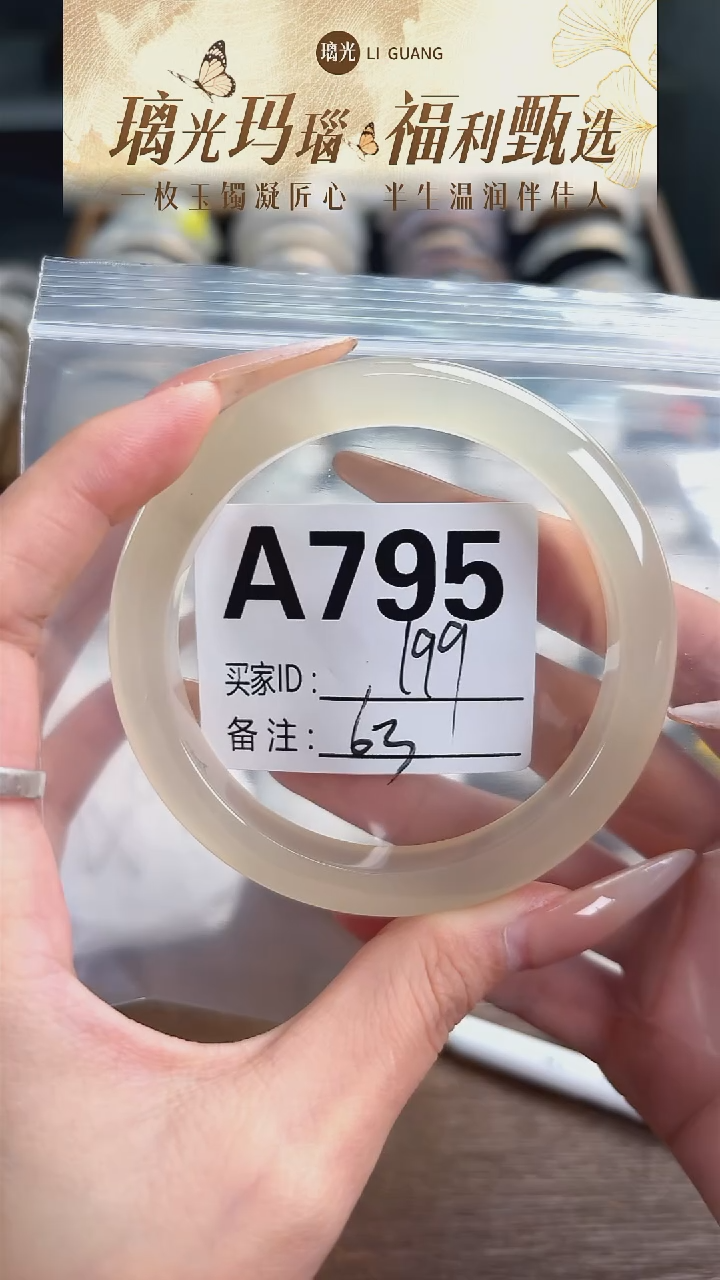 璃光 LI GUANG
璃光玛瑙 福利甄选
一枚玉镯凝匠心 半生温润伴佳人
A795
买家ID：199
备注：63